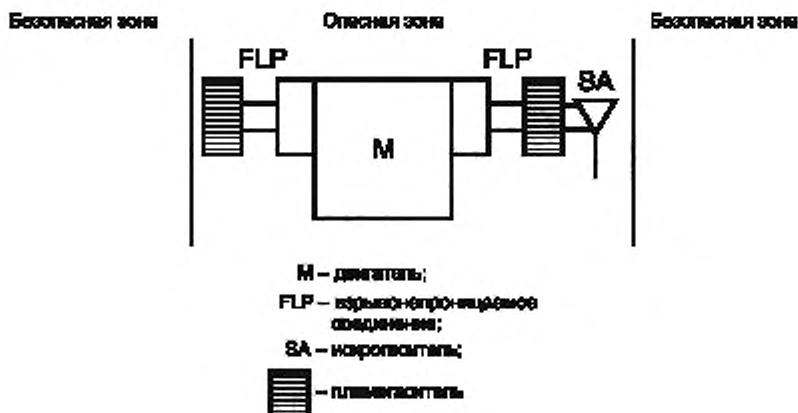 Безопасная зона Опасная зона Безопасная зона
FLP FLP
SA
M
M – двигатель;
FLP – взрывонепроницаемое
соединение;
SA – искрогаситель;
– пламегаситель